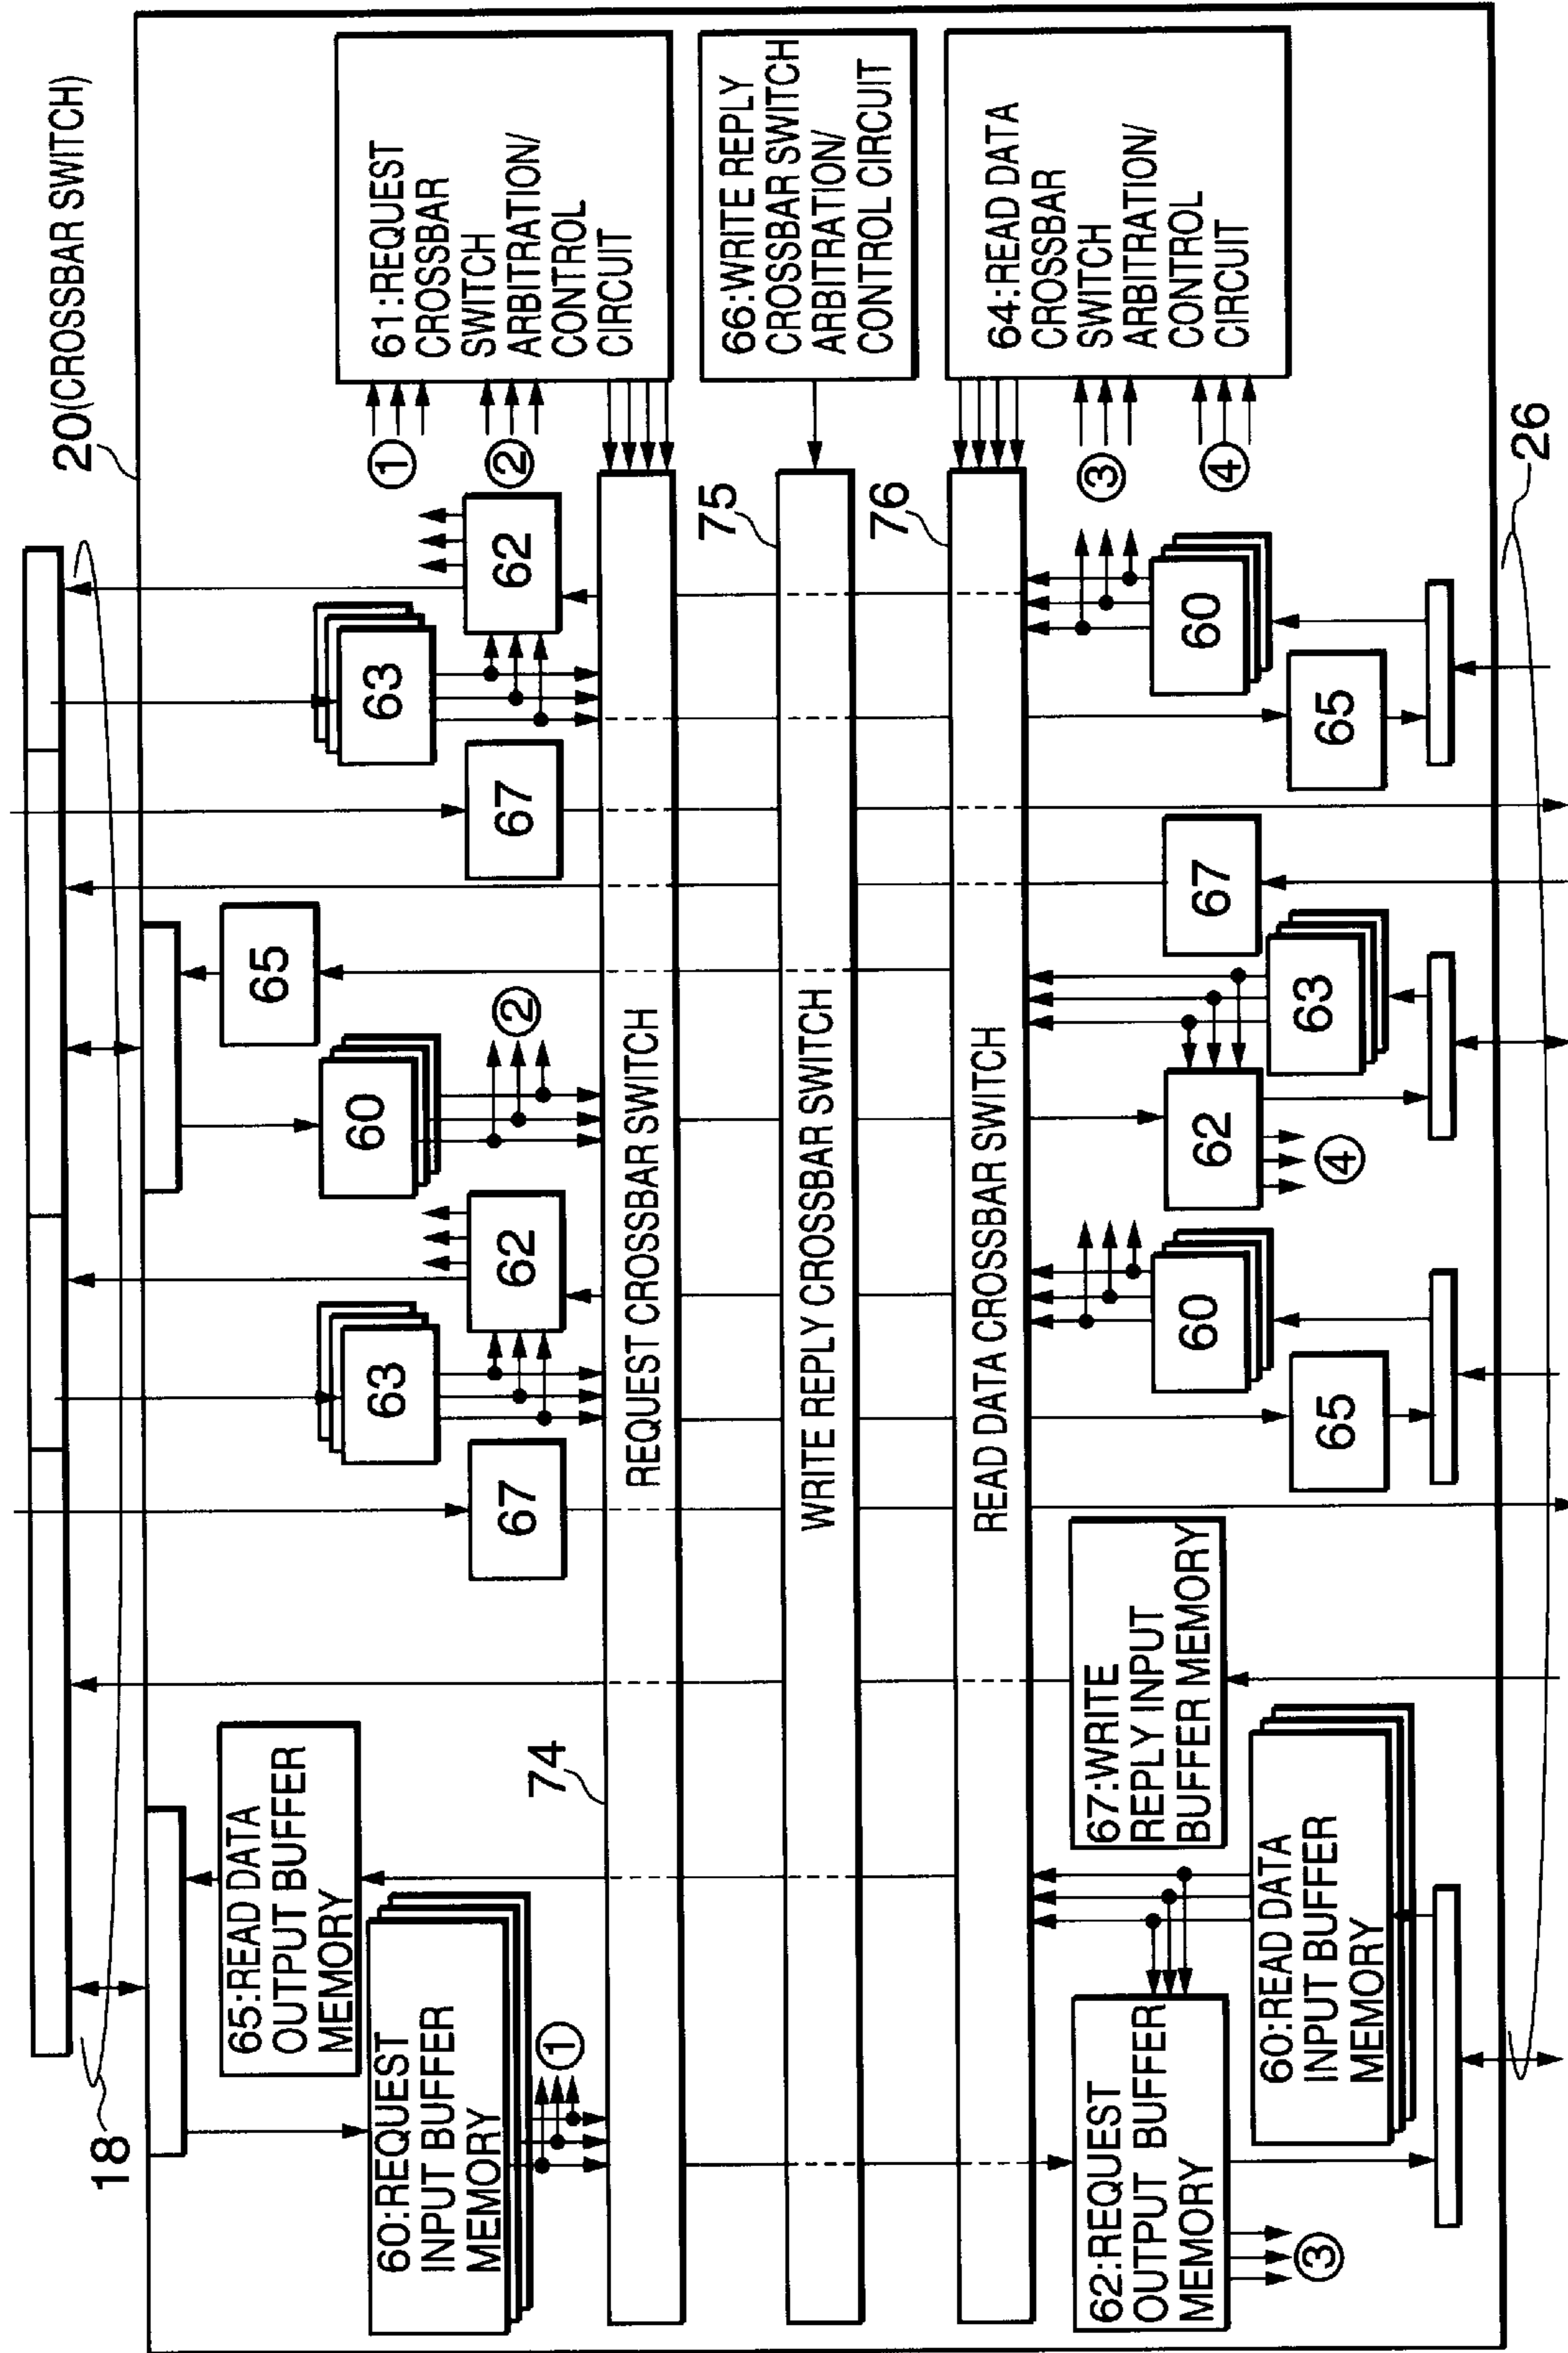 20(CROSSBAR SWITCH)
18
65:READ DATA
OUTPUT BUFFER
MEMORY
60:REQUEST
INPUT BUFFER
MEMORY
①
67
63
62
60
②
65
67
63
62
①
②
61:REQUEST
CROSSBAR
SWITCH
ARBITRATION/
CONTROL
CIRCUIT
74
REQUEST CROSSBAR SWITCH
75
WRITE REPLY CROSSBAR SWITCH
66:WRITE REPLY
CROSSBAR SWITCH
ARBITRATION/
CONTROL CIRCUIT
76
READ DATA CROSSBAR SWITCH
64:READ DATA
CROSSBAR
SWITCH
ARBITRATION/
CONTROL
CIRCUIT
③
④
62:REQUEST
OUTPUT BUFFER
MEMORY
③
67:WRITE
REPLY INPUT
BUFFER MEMORY
60:READ DATA
INPUT BUFFER
MEMORY
65
60
62
④
63
67
65
60
26